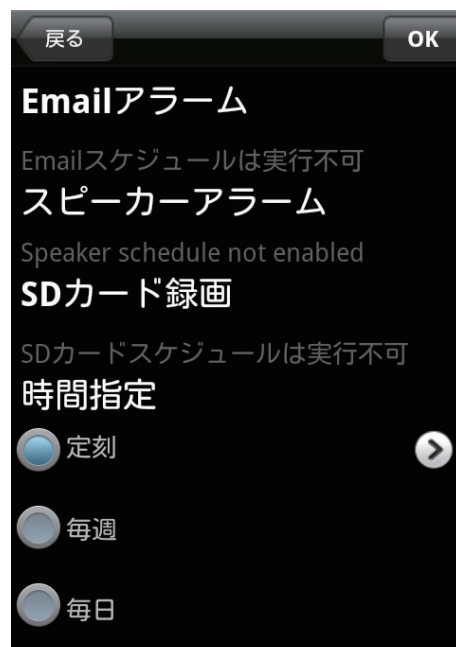 戻る
OK
Emailアラーム
Emailスケジュールは実行不可
スピーカーアラーム
Speaker schedule not enabled
SDカード録画
SDカードスケジュールは実行不可
時間指定
定刻
毎週
毎日